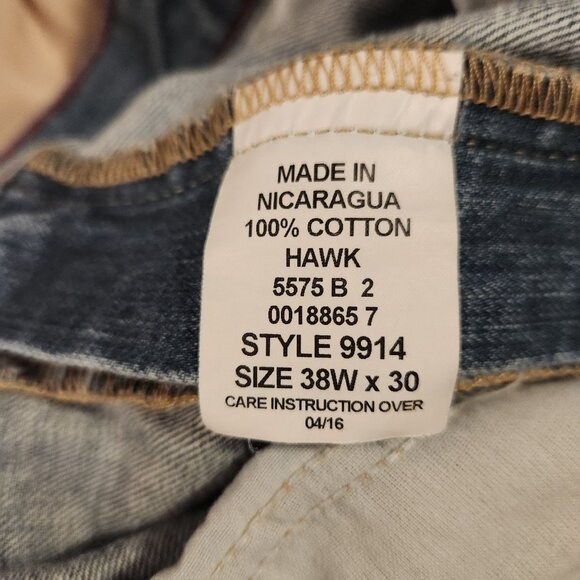 MADE IN
NICARAGUA
100% COTTON
HAWK
5575 B 2
0018865 7
STYLE 9914
SIZE 38W x 30
CARE INSTRUCTION OVER
04/16